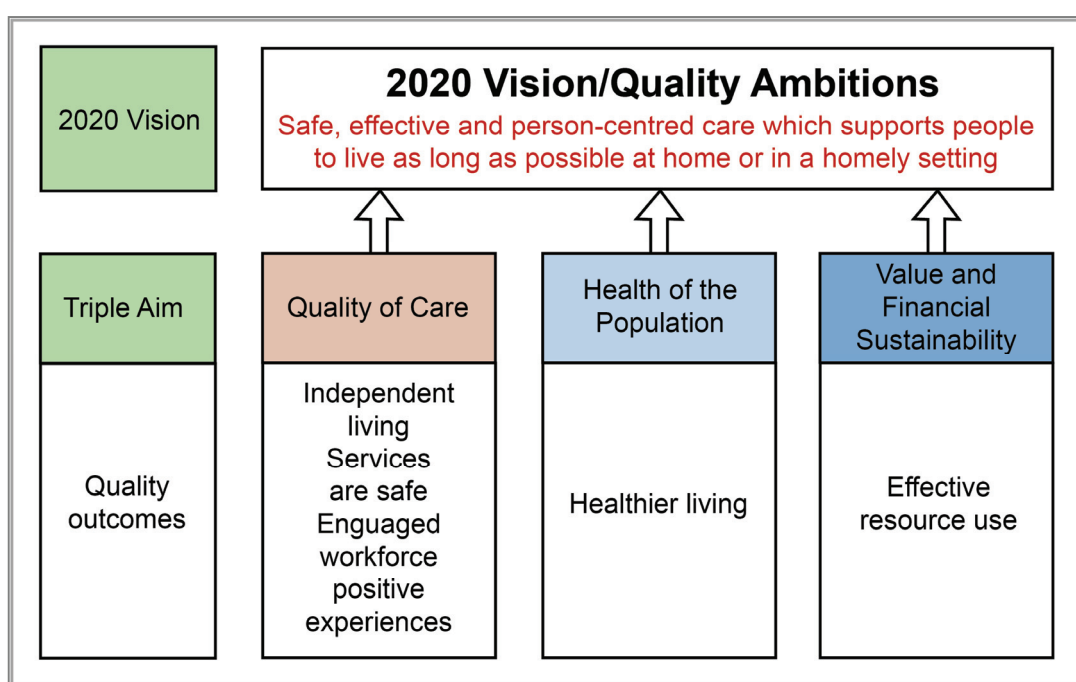 2020 Vision
2020 Vision/Quality Ambitions
Safe, effective and person-centred care which supports people
to live as long as possible at home or in a homely setting
Triple Aim
Quality of Care
Health of the
Population
Value and
Financial
Sustainability
Quality
outcomes
Independent
living
Services
are safe
Enguaged
workforce
positive
experiences
Healthier living
Effective
resource use